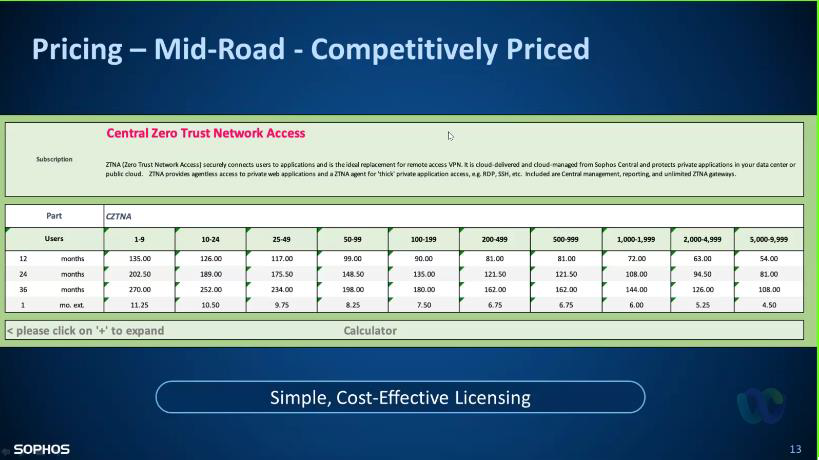 Pricing – Mid-Road - Competitively Priced
Central Zero Trust Network Access
Subscription
ZTNA (Zero Trust Network Access) securely connects users to applications and is the ideal replacement for remote access VPN. It is cloud-delivered and cloud-managed from Sophos Central and protects private applications in your data center or
public cloud. ZTNA provides agentless access to private web applications and a ZTNA agent for 'thick' private application access, e.g. RDP, SSH, etc. Included are Central management, reporting, and unlimited ZTNA gateways.
Part CZTNA
Users 1-9 10-24 25-49 50-99 100-199 200-499 500-999 1,000-1,999 2,000-4,999 5,000-9,999
12 months 135.00 126.00 117.00 99.00 90.00 81.00 81.00 72.00 63.00 54.00
24 months 202.50 189.00 175.50 148.50 135.00 121.50 121.50 108.00 94.50 81.00
36 months 270.00 252.00 234.00 198.00 180.00 162.00 162.00 144.00 126.00 108.00
1 mo. ext. 11.25 10.50 9.75 8.25 7.50 6.75 6.75 6.00 5.25 4.50
< please click on '+' to expand Calculator
Simple, Cost-Effective Licensing
SOPHOS 13